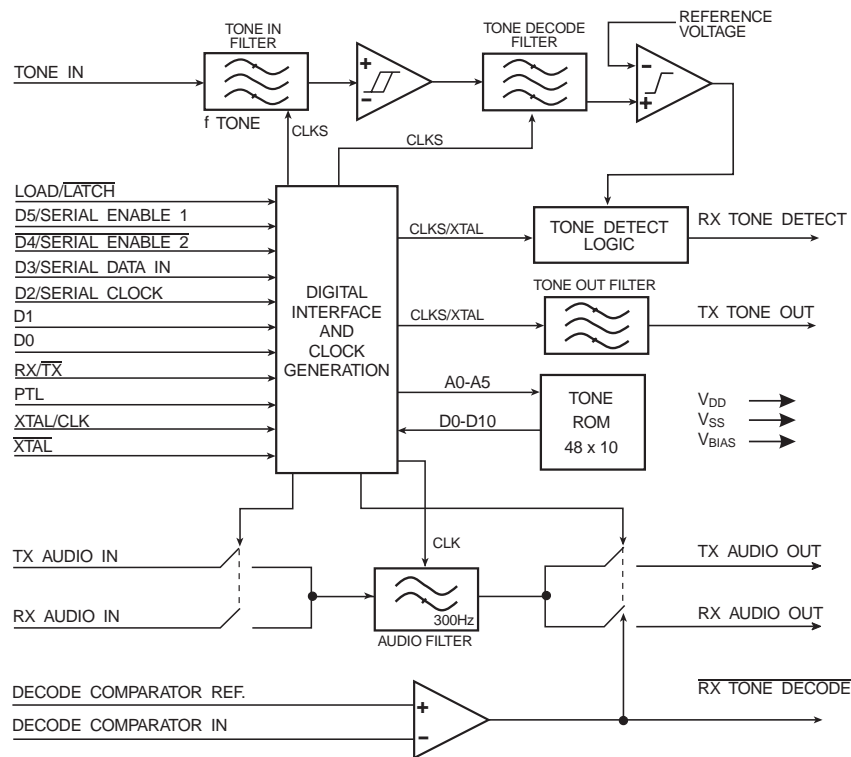 TONE IN
FILTER
TONE DECODE
FILTER
REFERENCE
VOLTAGE
TONE IN
+
−
−
+
f TONE
CLKS
CLKS
LOAD/LATCH
D5/SERIAL ENABLE 1
D4/SERIAL ENABLE 2
D3/SERIAL DATA IN
D2/SERIAL CLOCK
D1
D0
RX/TX
PTL
XTAL/CLK
XTAL
DIGITAL
INTERFACE
AND
CLOCK
GENERATION
CLKS/XTAL
TONE DETECT
LOGIC
RX TONE DETECT
TONE OUT FILTER
CLKS/XTAL
TX TONE OUT
A0-A5
D0-D10
TONE
ROM
48 x 10
VDD
VSS
VBIAS
CLK
TX AUDIO IN
RX AUDIO IN
300Hz
AUDIO FILTER
TX AUDIO OUT
RX AUDIO OUT
DECODE COMPARATOR REF.
DECODE COMPARATOR IN
+
−
RX TONE DECODE